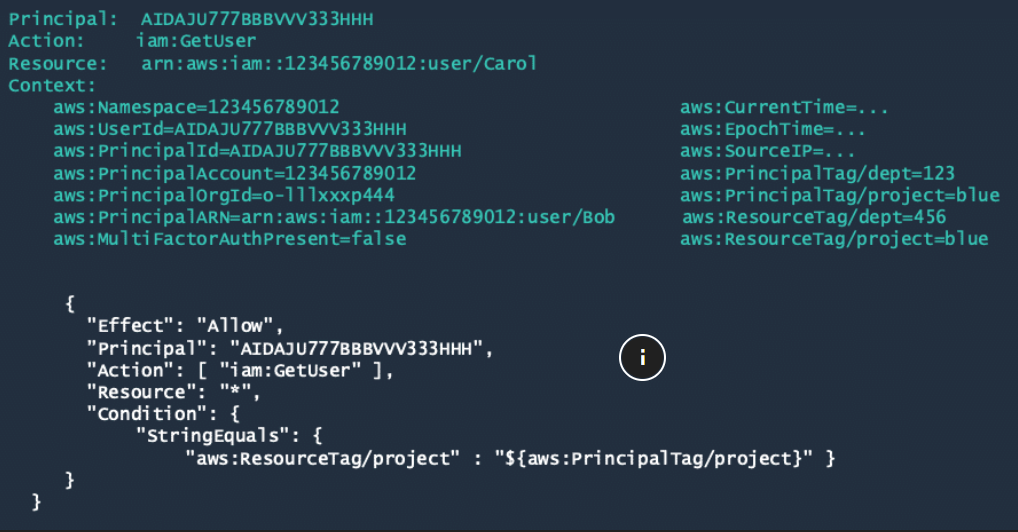 Principal: AIDAJU777BBBVVV333HHH
Action: iam:GetUser
Resource: arn:aws:iam::123456789012:user/Carol
Context:
aws:Namespace=123456789012 aws:CurrentTime=...
aws:UserId=AIDAJU777BBBVVV333HHH aws:EpochTime=...
aws:PrincipalId=AIDAJU777BBBVVV333HHH aws:SourceIP=...
aws:PrincipalAccount=123456789012 aws:PrincipalTag/dept=123
aws:PrincipalOrgId=o-lllxxxp444 aws:PrincipalTag/project=blue
aws:PrincipalARN=arn:aws:iam::123456789012:user/Bob aws:ResourceTag/dept=456
aws:MultiFactorAuthPresent=false aws:ResourceTag/project=blue
{
"Effect": "Allow",
"Principal": "AIDAJU777BBBVVV333HHH",
i
"Action": [ "iam:GetUser" ],
"Resource": "*",
"Condition": {
"StringEquals": {
"aws:ResourceTag/project" : "${aws:PrincipalTag/project}" }
}
}